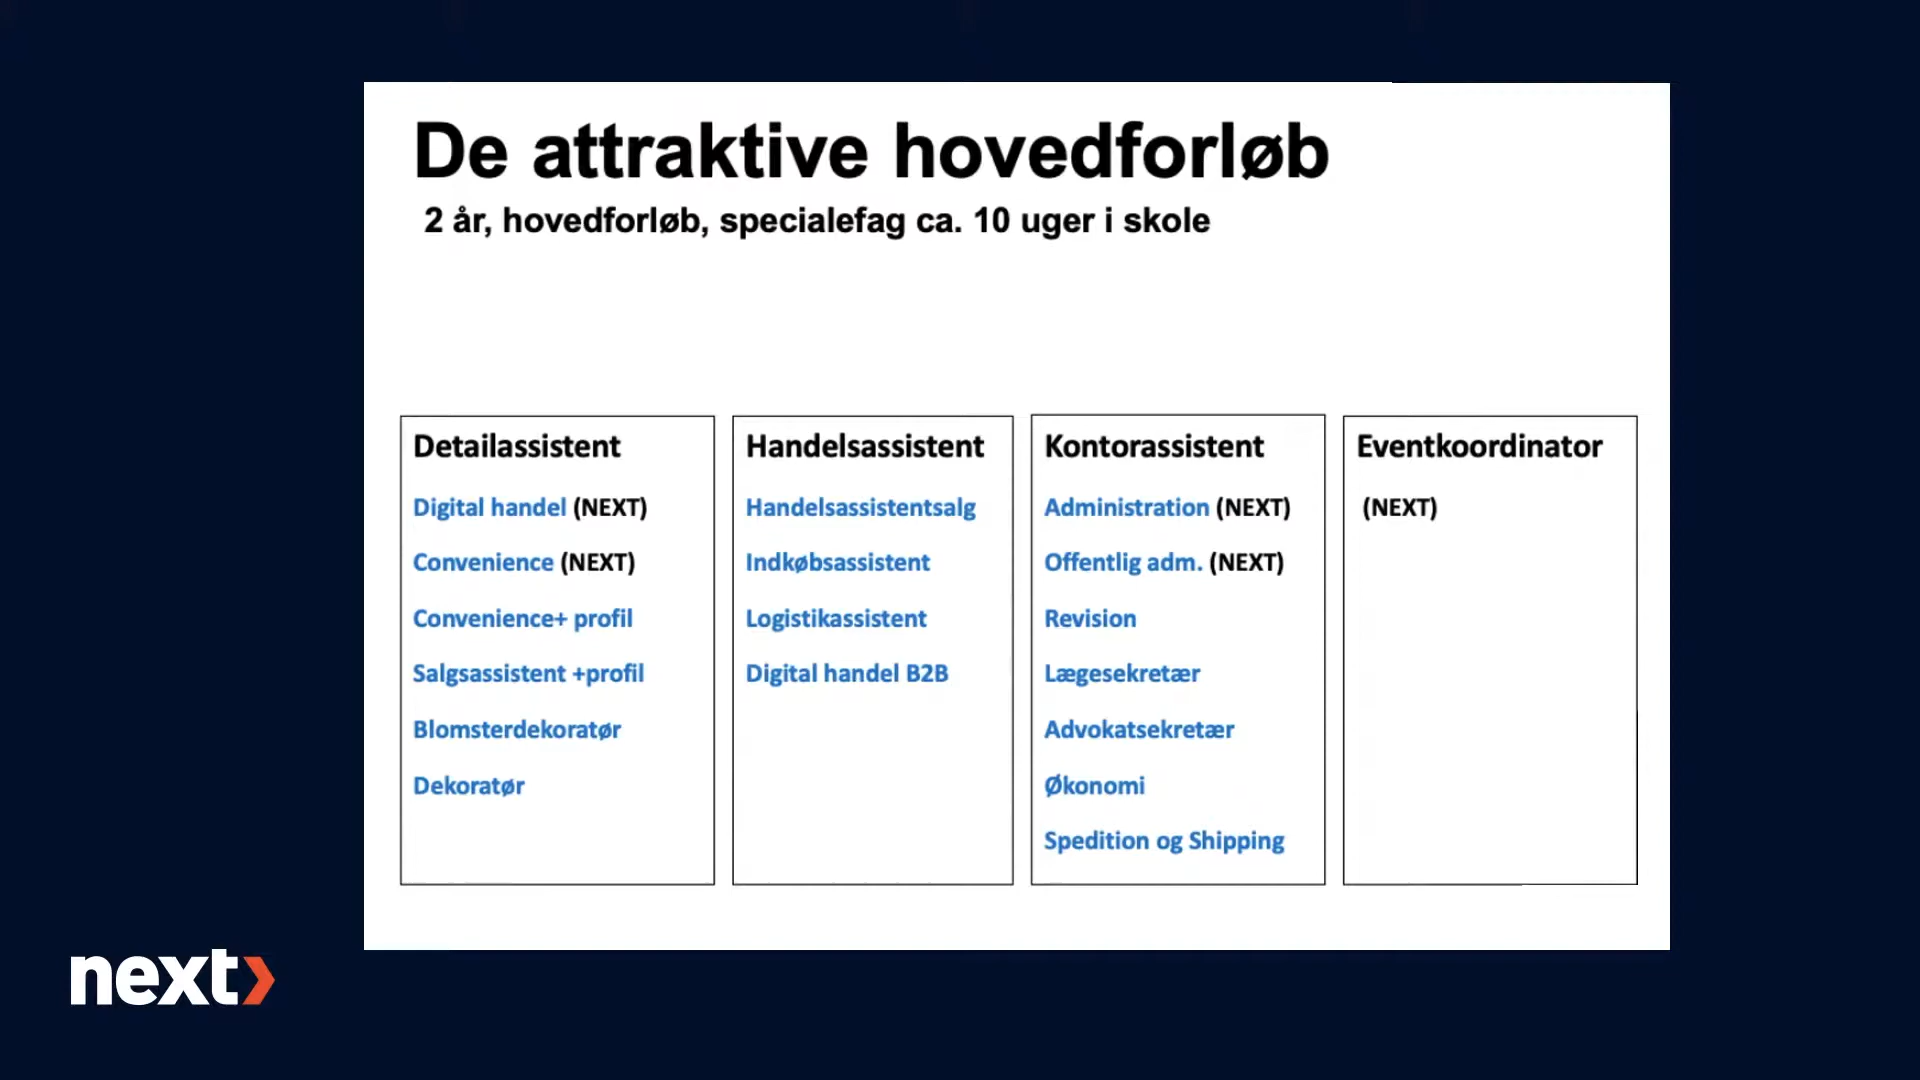 De attraktive hovedforløb
2 år, hovedforløb, specialefag ca. 10 uger i skole
Detailassistent
Digital handel (NEXT)
Convenience (NEXT)
Convenience+ profil
Salgsassistent +profil
Blomsterdekoratør
Dekoratør
Handelsassistent
Handelsassistentsalg
Indkøbsassistent
Logistikassistent
Digital handel B2B
Kontorassistent
Administration (NEXT)
Offentlig adm. (NEXT)
Revision
Lægesekretær
Advokatsekretær
Økonomi
Spedition og Shipping
Eventkoordinator
(NEXT)
next